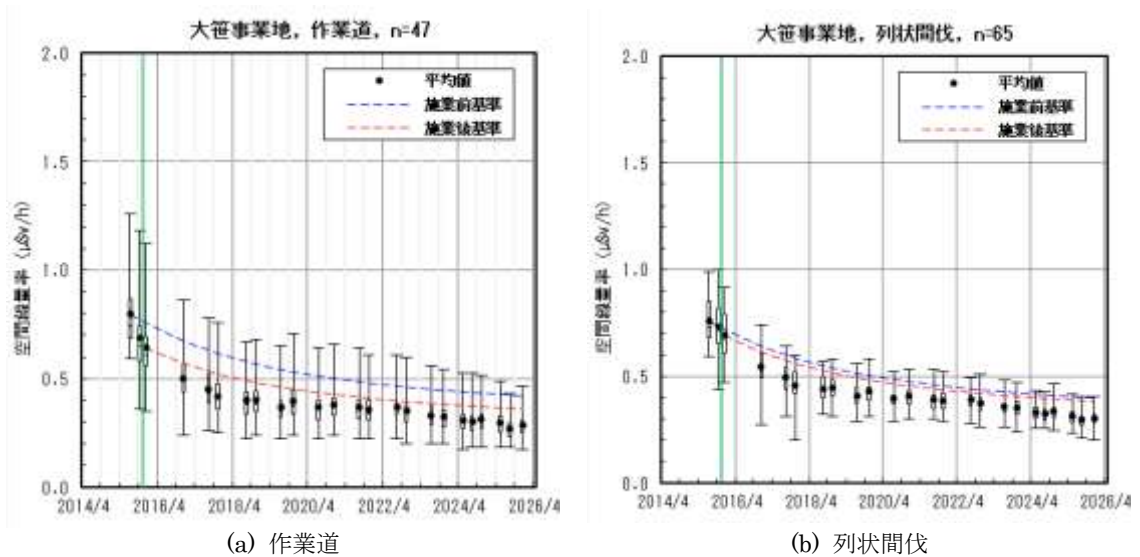 大笹事業地，作業道，n=47
2.0
1.5
1.0
0.5
0.0
空間線量率 (μSv/h)
平均値
施業前基準
施業後基準
2014/4 2016/4 2018/4 2020/4 2022/4 2024/4 2026/4
(a) 作業道
大笹事業地，列状間伐，n=65
2.0
1.5
1.0
0.5
0.0
空間線量率 (μSv/h)
平均値
施業前基準
施業後基準
2014/4 2016/4 2018/4 2020/4 2022/4 2024/4 2026/4
(b) 列状間伐